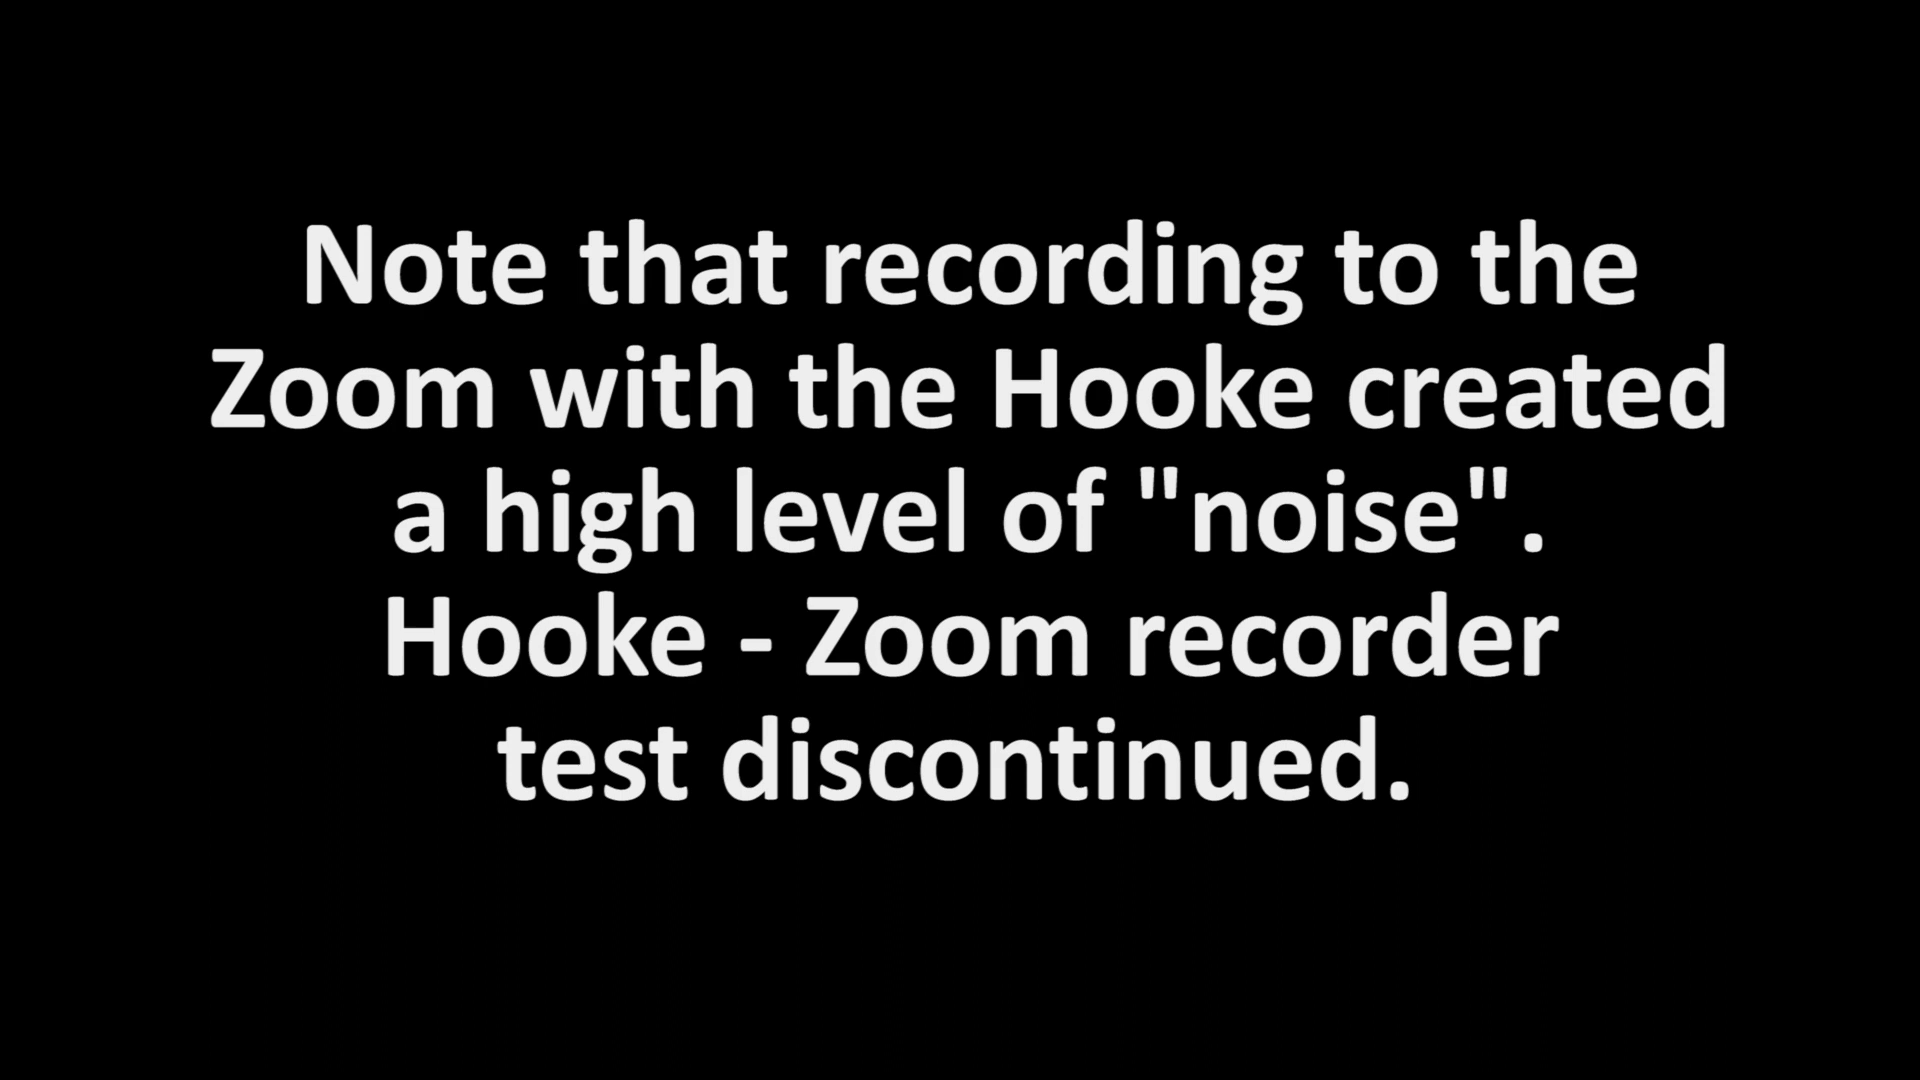 Note that recording to the
Zoom with the Hooke created
a high level of "noise".
Hooke - Zoom recorder
test discontinued.